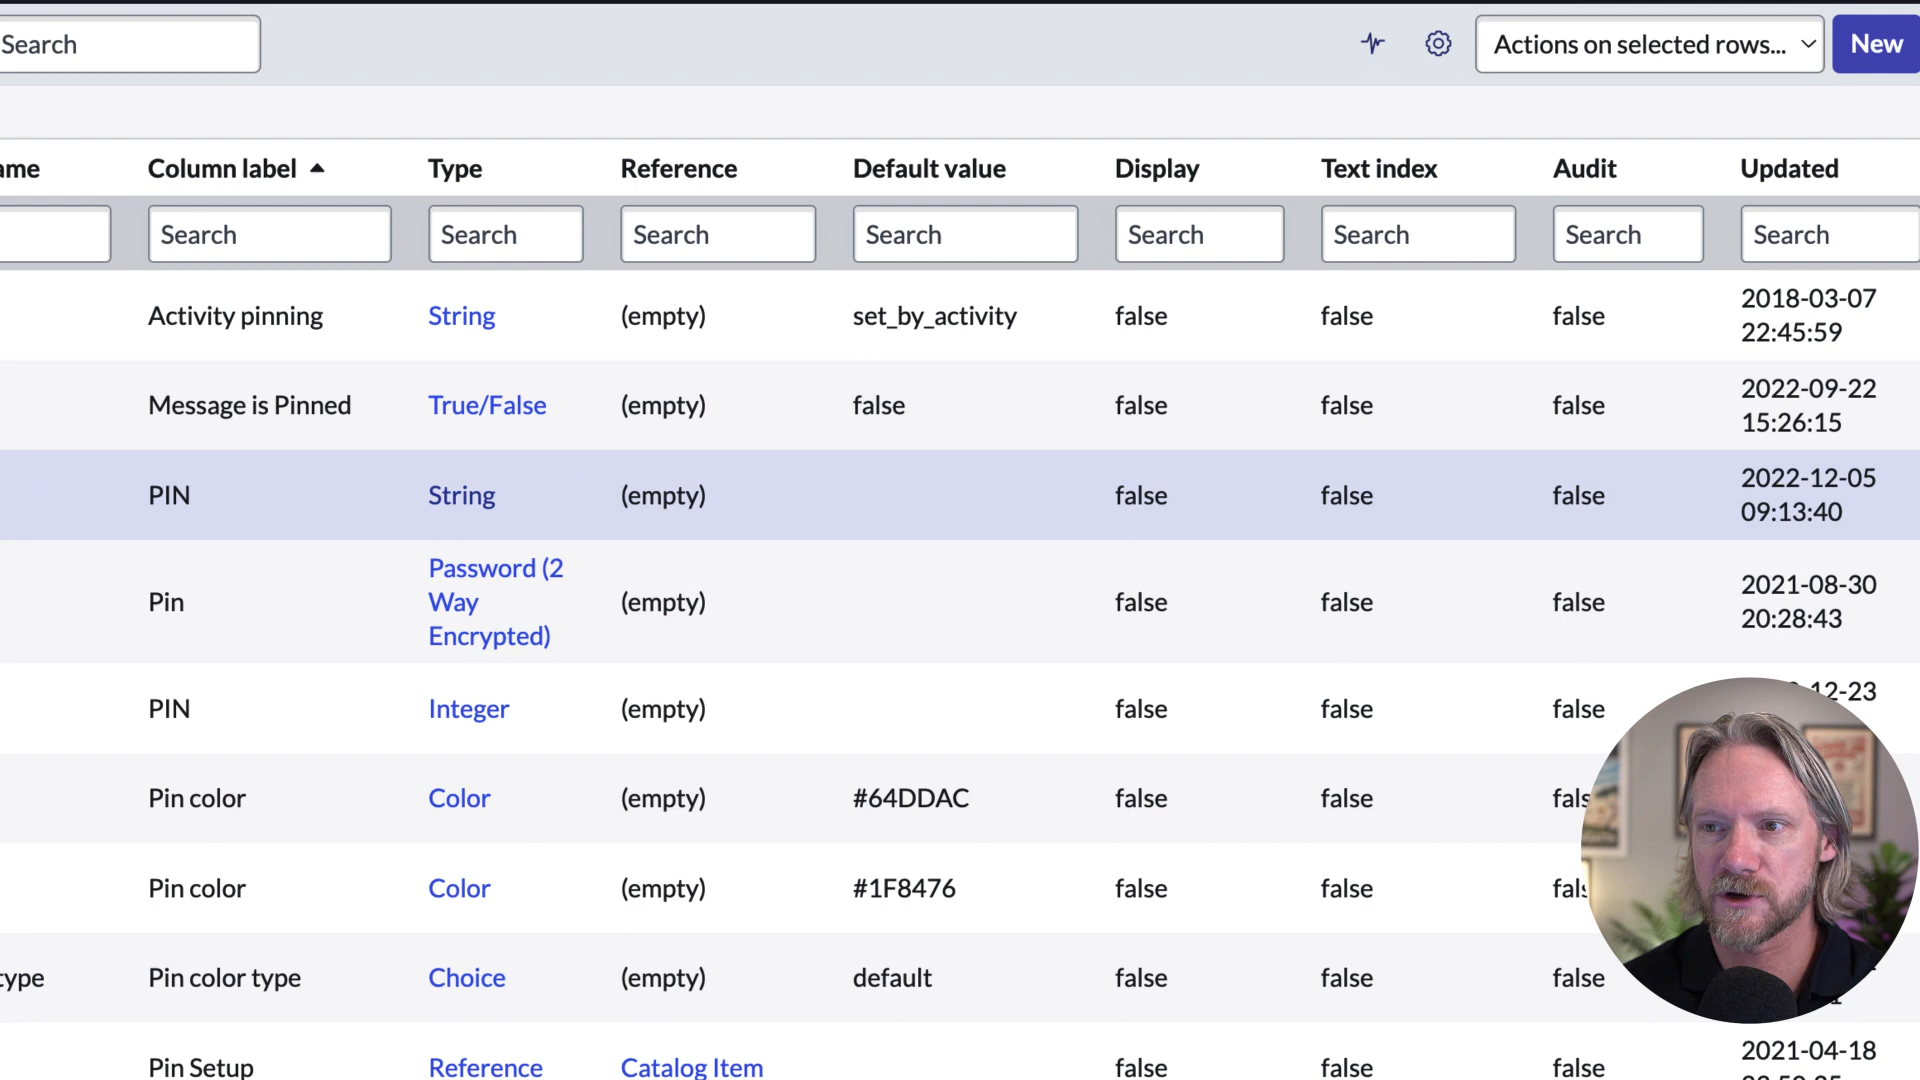 Search
Actions on selected rows...
New
ame Column label Type Reference Default value Display Text index Audit Updated
Search Search Search Search Search Search Search Search
Activity pinning String (empty) set_by_activity false false false 2018-03-07
22:45:59
Message is Pinned True/False (empty) false false false false 2022-09-22
15:26:15
PIN String (empty) false false false 2022-12-05
09:13:40
Pin Password (2
Way
Encrypted) (empty) false false false 2021-08-30
20:28:43
PIN Integer (empty) false false false 12-23
Pin color Color (empty) #64DDAC false false fals
Pin color Color (empty) #1F8476 false false fals
type Pin color type Choice (empty) default false false false
Pin Setup Reference Catalog Item false false false 2021-04-18